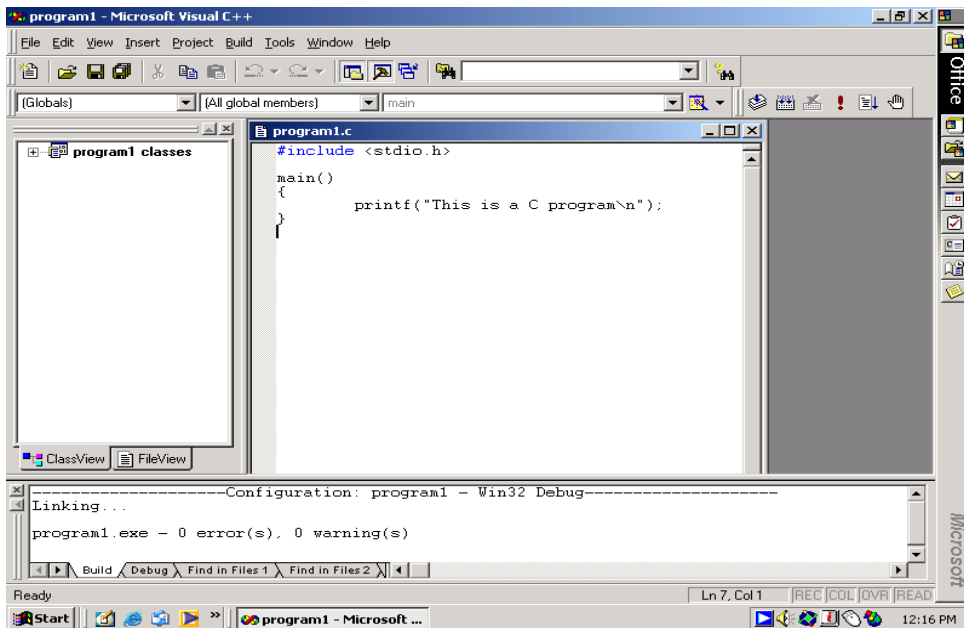 program1 - Microsoft Visual C++
File Edit View Insert Project Build Tools Window Help
(Globals)
(All global members)
main
program1 classes
ClassView
FileView
program1.c
#include <stdio.h>
main()
{
printf("This is a C program\n");
}
--------------------Configuration: program1 - Win32 Debug--------------------
Linking...
program1.exe - 0 error(s), 0 warning(s)
Build Debug Find in Files 1 Find in Files 2
Ready
Ln 7, Col 1
REC COL OVR READ
Office
Microsoft
Start
»
program1 - Microsoft ...
12:16 PM